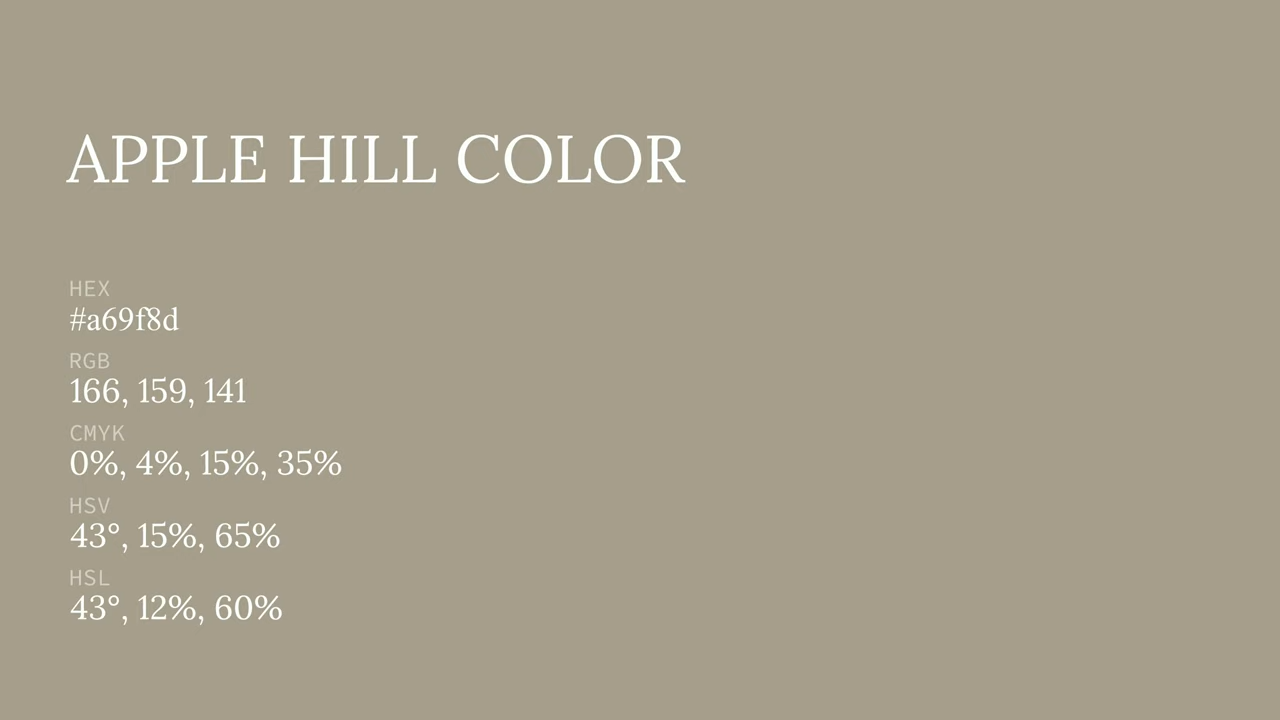 APPLE HILL COLOR
HEX
#a69f8d
RGB
166, 159, 141
CMYK
0%, 4%, 15%, 35%
HSV
43°, 15%, 65%
HSL
43°, 12%, 60%